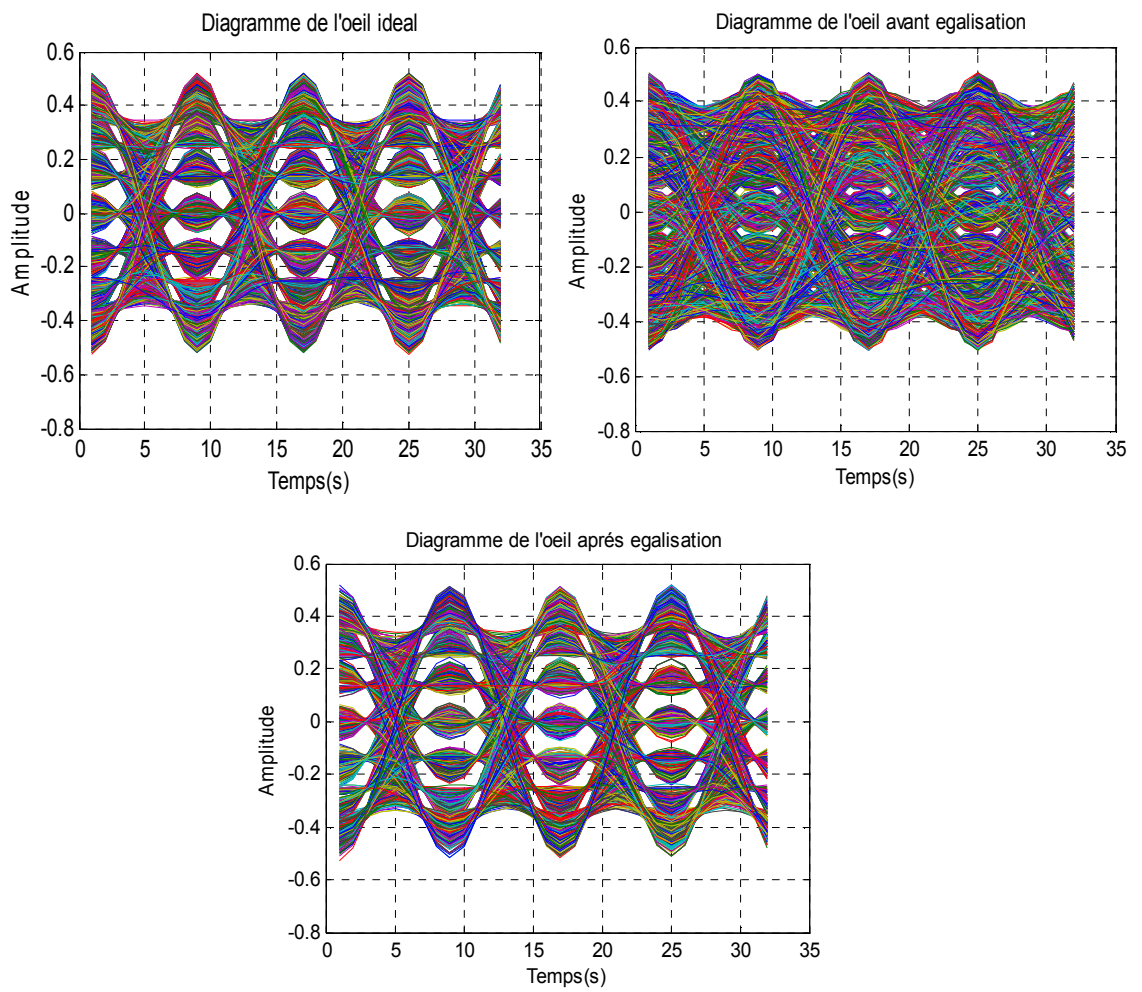 Diagramme de l'oeil ideal
0.6
0.4
0.2
0
-0.2
-0.4
-0.6
-0.8
Amplitude
0 5 10 15 20 25 30 35
Temps(s)
Diagramme de l'oeil avant egalisation
0.6
0.4
0.2
0
-0.2
-0.4
-0.6
-0.8
Amplitude
0 5 10 15 20 25 30 35
Temps(s)
Diagramme de l'oeil aprés egalisation
0.6
0.4
0.2
0
-0.2
-0.4
-0.6
-0.8
Amplitude
0 5 10 15 20 25 30 35
Temps(s)